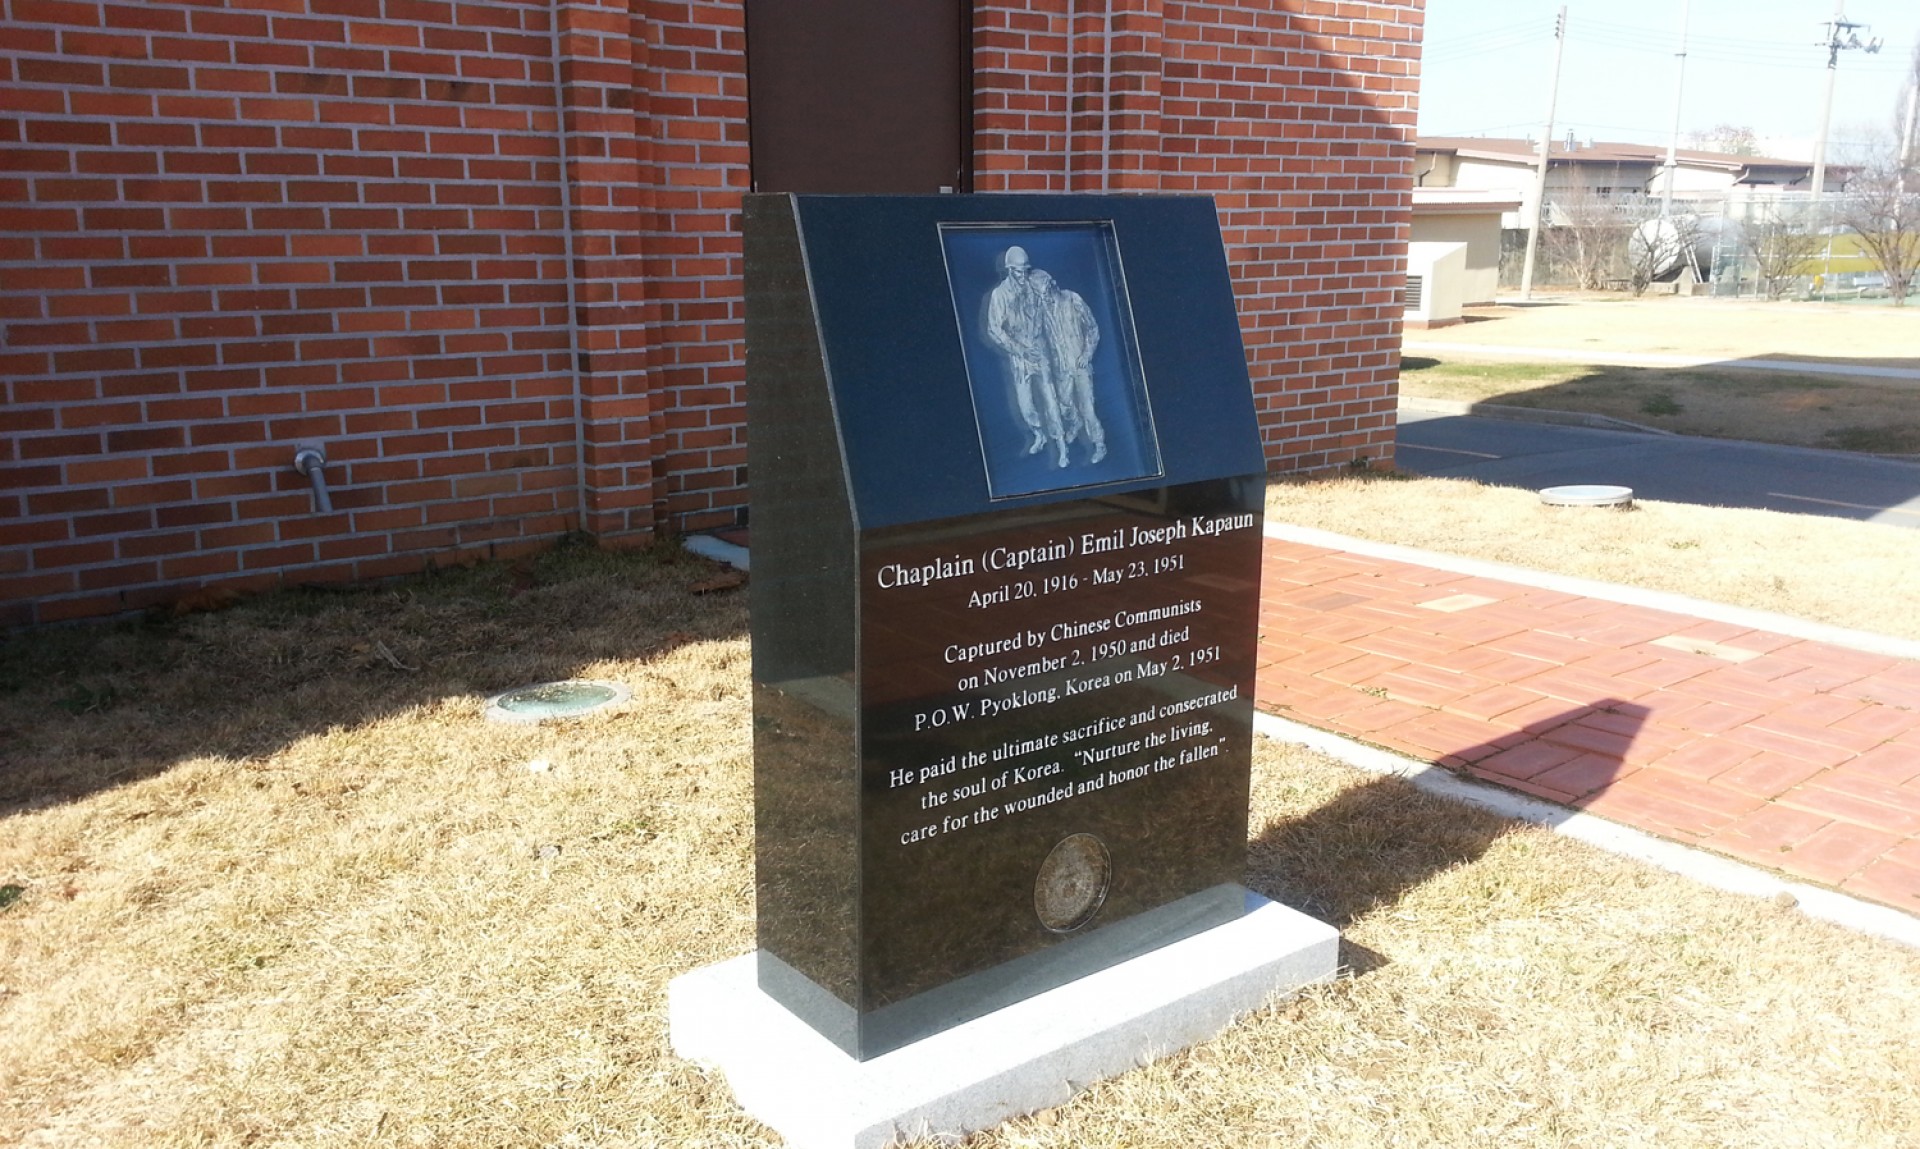 Chaplain (Captain) Emil Joseph Kapaun
April 20, 1916 - May 23, 1951
Captured by Chinese Communists
on November 2, 1950 and died
P.O.W. Pyoklong, Korea on May 2, 1951
He paid the ultimate sacrifice and consecrated
the soul of Korea. “Nurture the living,
care for the wounded and honor the fallen”.